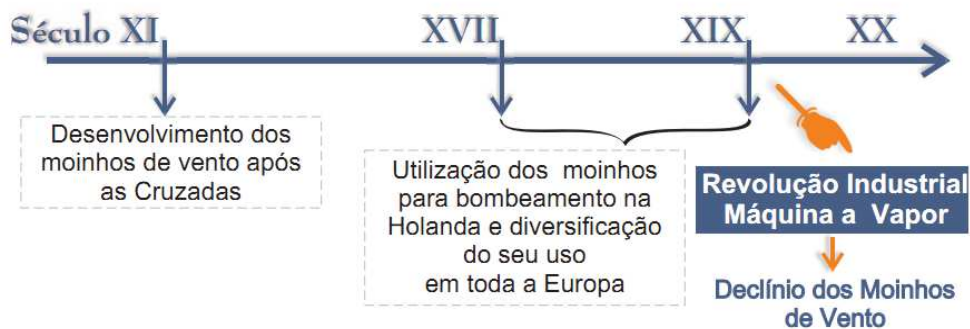 Século XI XVII XIX XX
Desenvolvimento dos
moinhos de vento após
as Cruzadas
Utilização dos moinhos
para bombeamento na
Holanda e diversificação
do seu uso
em toda a Europa
Revolução Industrial
Máquina a Vapor
Declínio dos Moinhos
de Vento